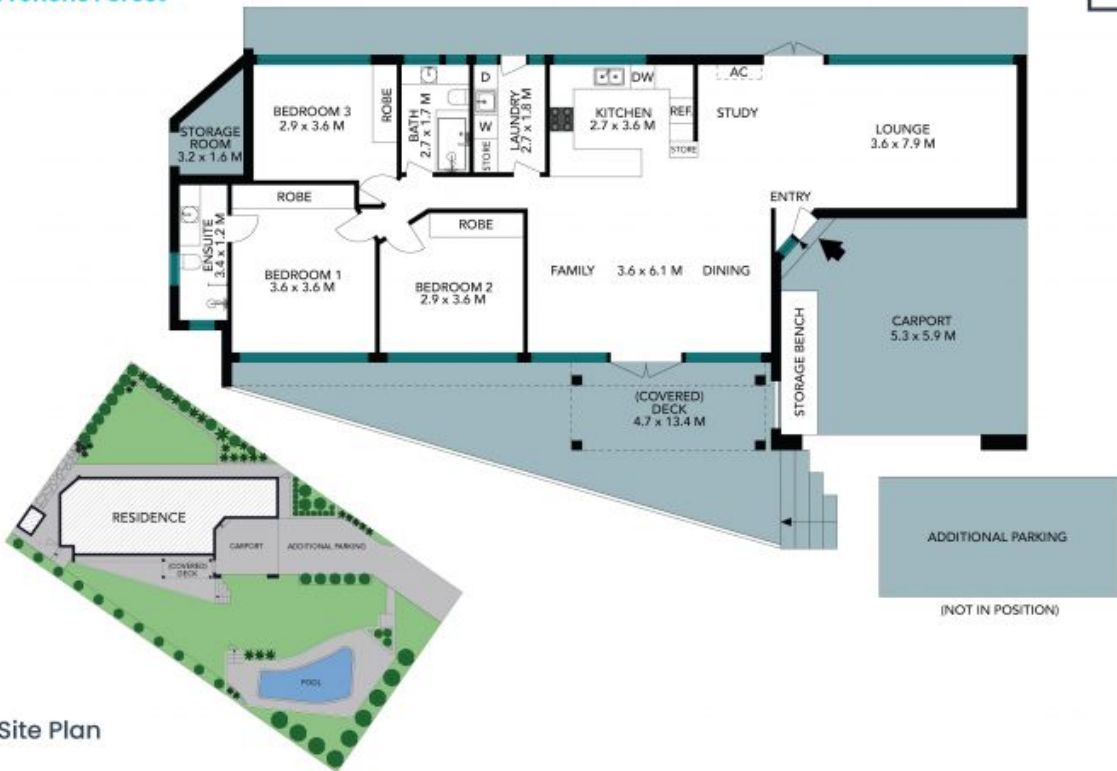 BEDROOM 3
2.9 x 3.6 M
ROBE
BATH
2.7 x 1.7 M
D
W
STORE
LAUNDRY
2.7 x 1.8 M
DW
KITCHEN
2.7 x 3.6 M
REF.
STORE
AC
STUDY
LOUNGE
3.6 x 7.9 M
STORAGE
ROOM
3.2 x 1.6 M
ENTRY
ROBE
ENSUITE
3.4 x 1.2 M
BEDROOM 1
3.6 x 3.6 M
ROBE
BEDROOM 2
2.9 x 3.6 M
FAMILY 3.6 x 6.1 M DINING
CARPORT
5.3 x 5.9 M
STORAGE BENCH
(COVERED)
DECK
4.7 x 13.4 M
ADDITIONAL PARKING
(NOT IN POSITION)
RESIDENCE
CARPORT
ADDITIONAL PARKING
(COVERED)
DECK
POOL
Site Plan